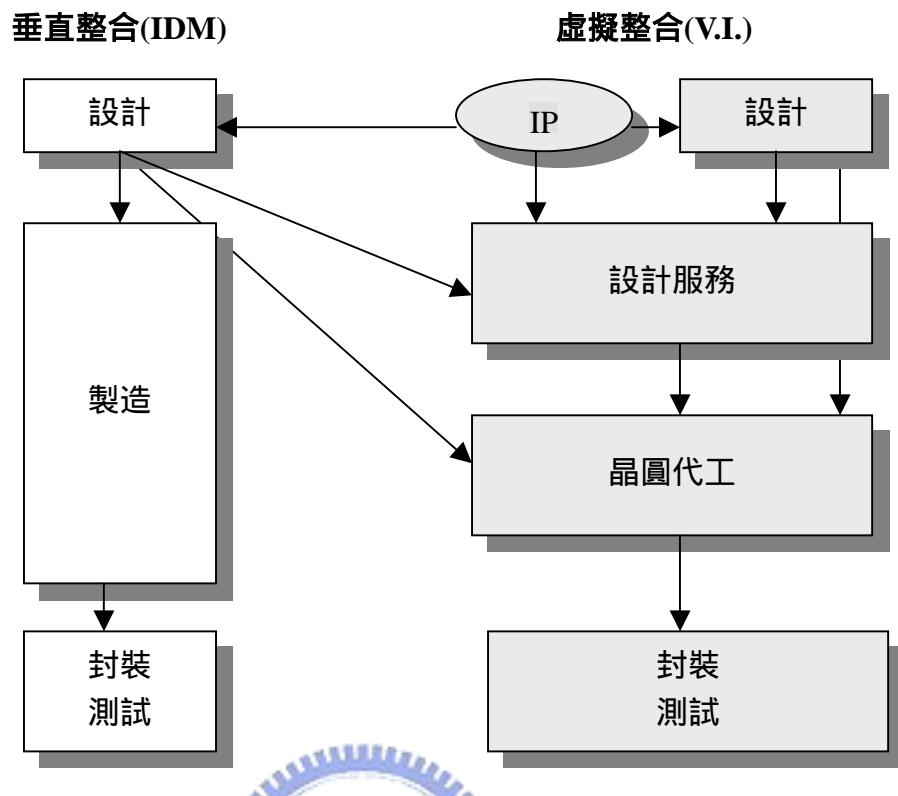 垂直整合(IDM)
虛擬整合(V.I.)
設計
IP
設計
設計服務
製造
晶圓代工
封裝
測試
封裝
測試